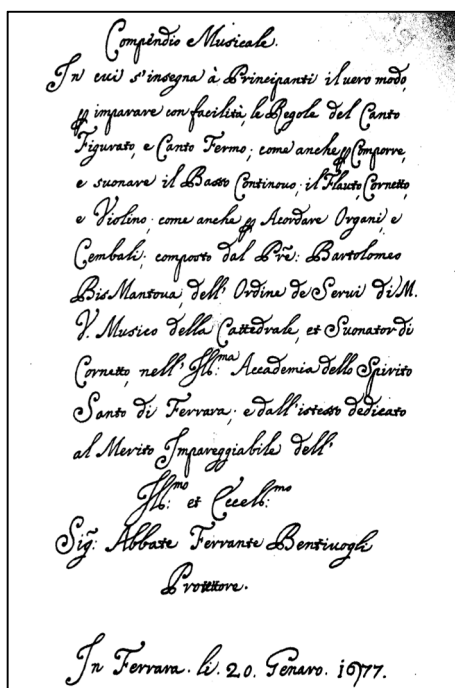 Compendio Musicale.
In cui s'insegna à Principanti il uero modo,
ꝑ imparare con facilità, le Regole del Canto
Figurato, e Canto Fermo; come anche ꝑ Comporre,
e suonare il Basso Continouo; il Flauto, Cornetto,
e Violino; come anche ꝑ Acordare Organi, e
Cembali; composto dal Prẽ: Bartolomeo
BisMantoua, dell' Ordine de Serui di M.
V. Musico della Cattedrale, et Suonator di
Cornetto, nell' Ill:ma Accademia dello Spirito
Santo di Ferrara; e dall'istesso dedicato
al Merito Impareggiabile dell'
Ill:mo et Eccell:mo
Sig̃: Abbate Ferrante Bentiuogli
Protettore.
In Ferrara. li. 20. Genaro. 1677.